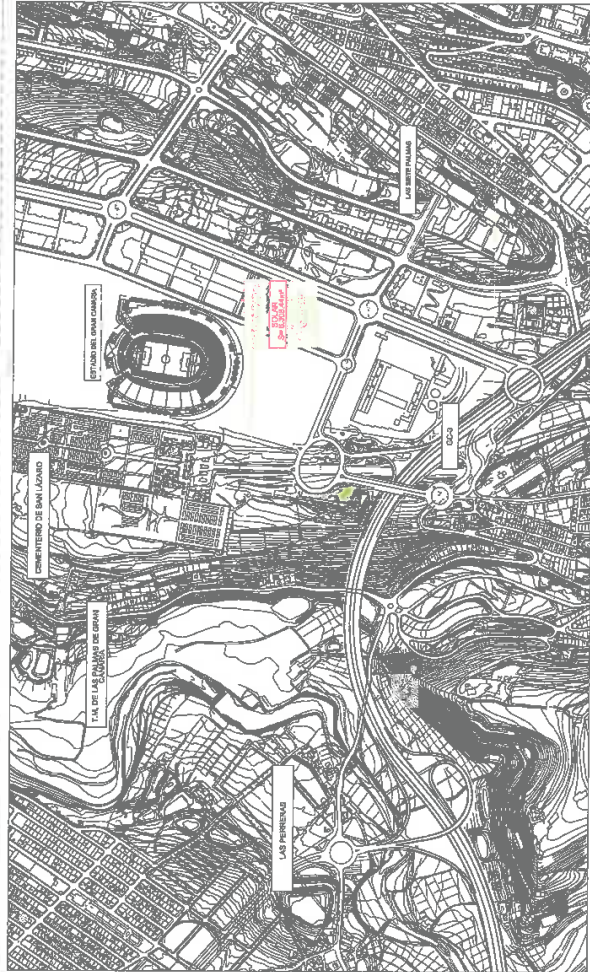 CEMENTERIO DE SAN LÁZARO
ESTADIO DEL GRAN CANARIA
T.M. DE LAS PALMAS DE GRAN
CANARIA
LAS SIETE PALMAS
SOLAR
GC-3
LAS PERRERAS